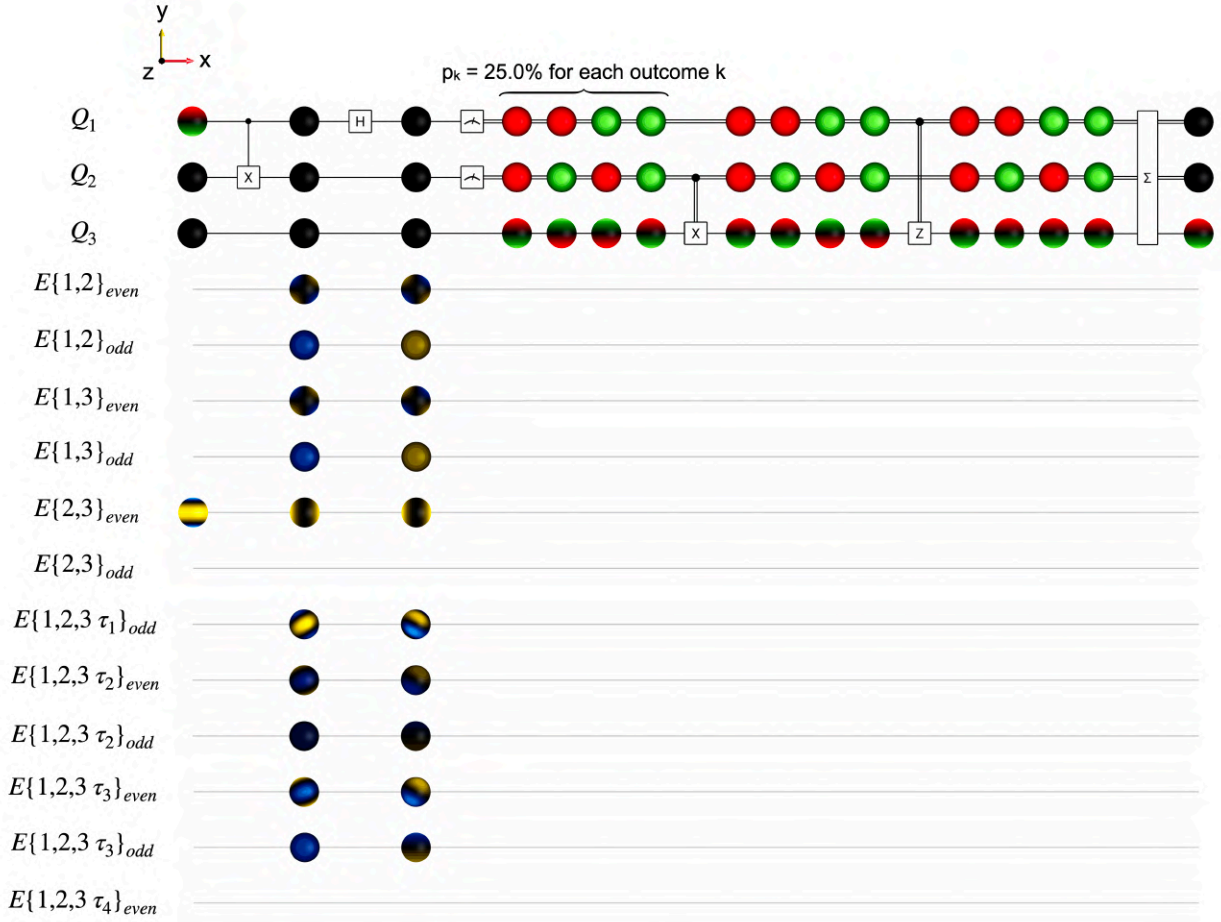 y
z x
pₖ = 25.0% for each outcome k
Q₁ H
Q₂ X Σ
Q₃ X Z
E{1,2}even
E{1,2}odd
E{1,3}even
E{1,3}odd
E{2,3}even
E{2,3}odd
E{1,2,3 τ₁}odd
E{1,2,3 τ₂}even
E{1,2,3 τ₂}odd
E{1,2,3 τ₃}even
E{1,2,3 τ₃}odd
E{1,2,3 τ₄}even